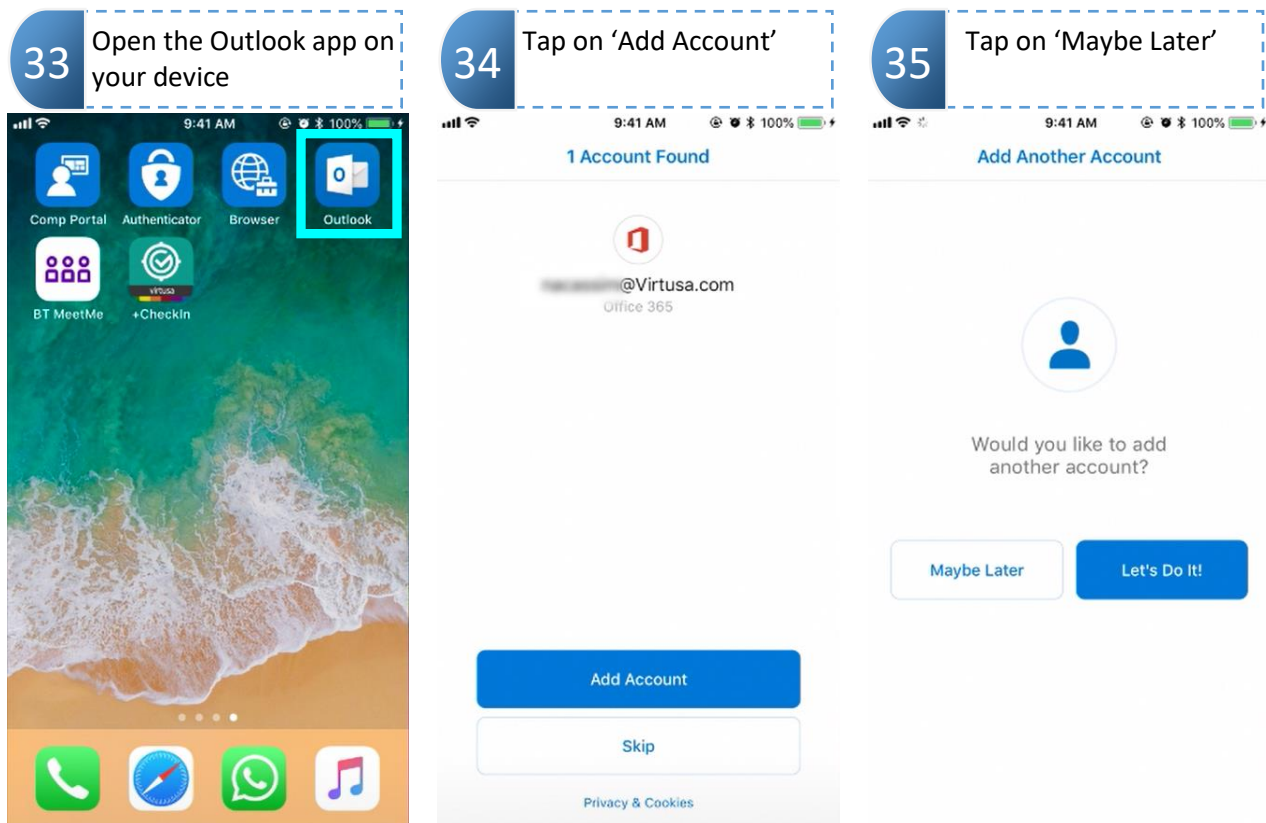 33
Open the Outlook app on
your device
9:41 AM
100%
Comp Portal
Authenticator
Browser
Outlook
virtusa
BT MeetMe
+CheckIn
34
Tap on ‘Add Account’
9:41 AM
100%
1 Account Found
@Virtusa.com
Office 365
Add Account
Skip
Privacy & Cookies
35
Tap on ‘Maybe Later’
9:41 AM
100%
Add Another Account
Would you like to add
another account?
Maybe Later
Let's Do It!